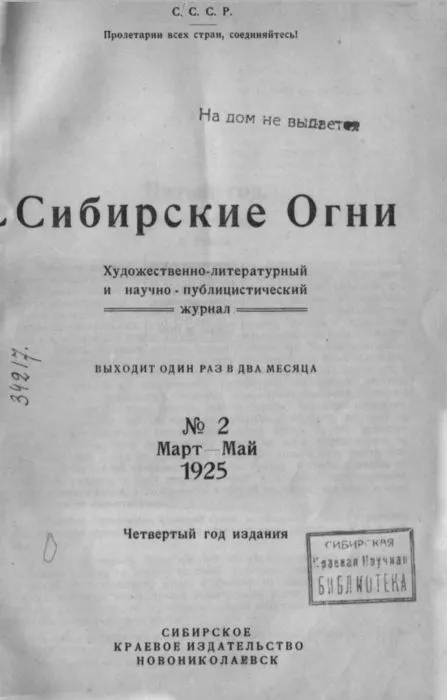 С. С. С. Р.
Пролетарии всех стран, соединяйтесь!
На дом не выдается
Сибирские Огни
Художественно-литературный
и научно-публицистический
журнал
34217.
ВЫХОДИТ ОДИН РАЗ В ДВА МЕСЯЦА
№ 2
Март—Май
1925
Четвертый год издания
СИБИРСКАЯ
Краевая Научная
БИБЛИОТЕКА
СИБИРСКОЕ
КРАЕВОЕ ИЗДАТЕЛЬСТВО
НОВОНИКОЛАЕВСК